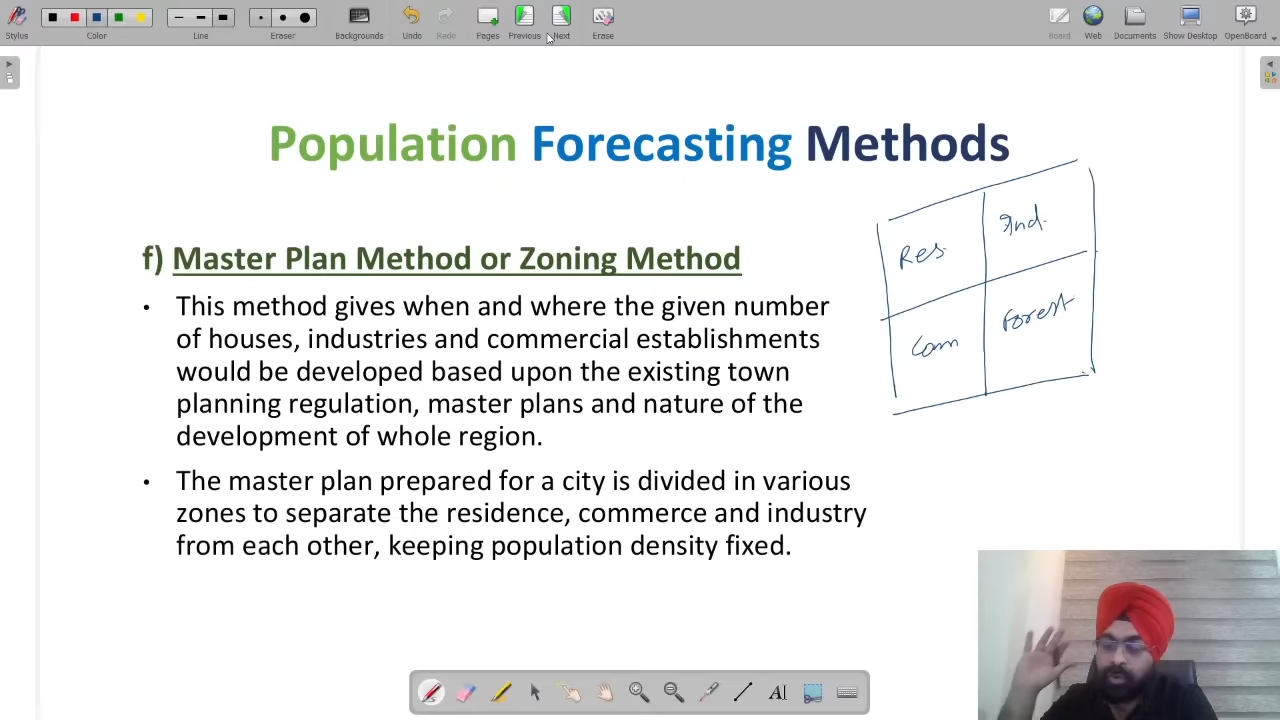 Stylus
Color
Line
Eraser
Backgrounds
Undo
Redo
Pages
Previous
Next
Erase
Board
Web
Documents
Show Desktop
OpenBoard
Population Forecasting Methods
f) Master Plan Method or Zoning Method
• This method gives when and where the given number
of houses, industries and commercial establishments
would be developed based upon the existing town
planning regulation, master plans and nature of the
development of whole region.
• The master plan prepared for a city is divided in various
zones to separate the residence, commerce and industry
from each other, keeping population density fixed.
Res.
Ind.
Com
Forest
AI